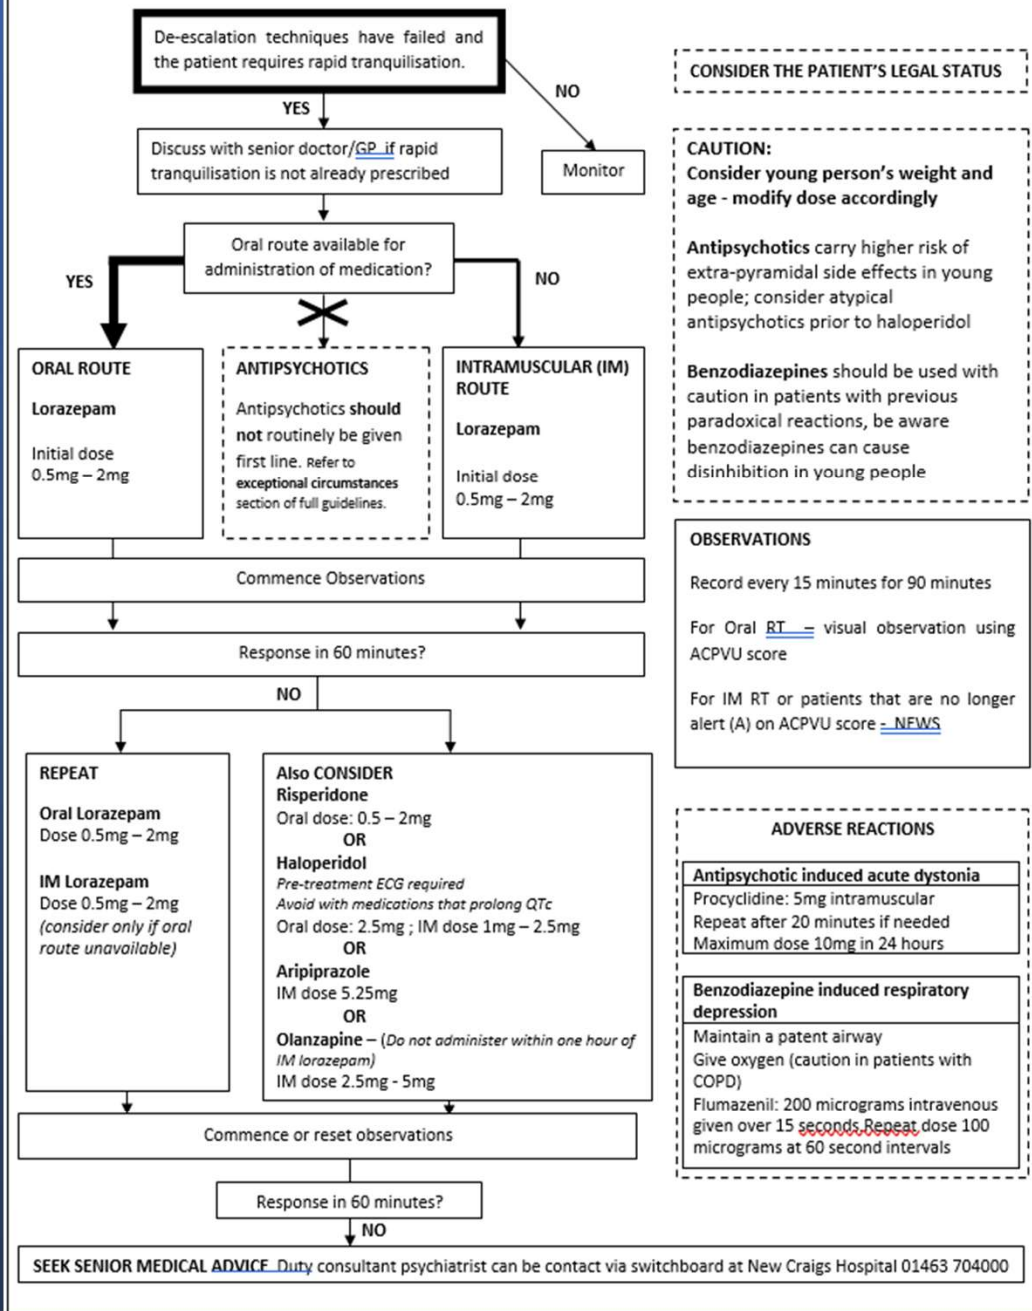 De-escalation techniques have failed and
the patient requires rapid tranquilisation.
YES
NO
Discuss with senior doctor/GP if rapid
tranquilisation is not already prescribed
Monitor
Oral route available for
administration of medication?
YES
NO
ORAL ROUTE
Lorazepam
Initial dose
0.5mg – 2mg
ANTIPSYCHOTICS
Antipsychotics should
not routinely be given
first line. Refer to
exceptional circumstances
section of full guidelines.
INTRAMUSCULAR (IM)
ROUTE
Lorazepam
Initial dose
0.5mg – 2mg
Commence Observations
Response in 60 minutes?
NO
REPEAT
Oral Lorazepam
Dose 0.5mg – 2mg
IM Lorazepam
Dose 0.5mg – 2mg
(consider only if oral
route unavailable)
Also CONSIDER
Risperidone
Oral dose: 0.5 – 2mg
OR
Haloperidol
Pre-treatment ECG required
Avoid with medications that prolong QTc
Oral dose: 2.5mg ; IM dose 1mg – 2.5mg
OR
Aripiprazole
IM dose 5.25mg
OR
Olanzapine – (Do not administer within one hour of
IM lorazepam)
IM dose 2.5mg - 5mg
Commence or reset observations
Response in 60 minutes?
NO
SEEK SENIOR MEDICAL ADVICE Duty consultant psychiatrist can be contact via switchboard at New Craigs Hospital 01463 704000
CONSIDER THE PATIENT'S LEGAL STATUS
CAUTION:
Consider young person's weight and
age - modify dose accordingly
Antipsychotics carry higher risk of
extra-pyramidal side effects in young
people; consider atypical
antipsychotics prior to haloperidol
Benzodiazepines should be used with
caution in patients with previous
paradoxical reactions, be aware
benzodiazepines can cause
disinhibition in young people
OBSERVATIONS
Record every 15 minutes for 90 minutes
For Oral RT – visual observation using
ACPVU score
For IM RT or patients that are no longer
alert (A) on ACPVU score - NEWS
ADVERSE REACTIONS
Antipsychotic induced acute dystonia
Procyclidine: 5mg intramuscular
Repeat after 20 minutes if needed
Maximum dose 10mg in 24 hours
Benzodiazepine induced respiratory
depression
Maintain a patent airway
Give oxygen (caution in patients with
COPD)
Flumazenil: 200 micrograms intravenous
given over 15 seconds.Repeat dose 100
micrograms at 60 second intervals